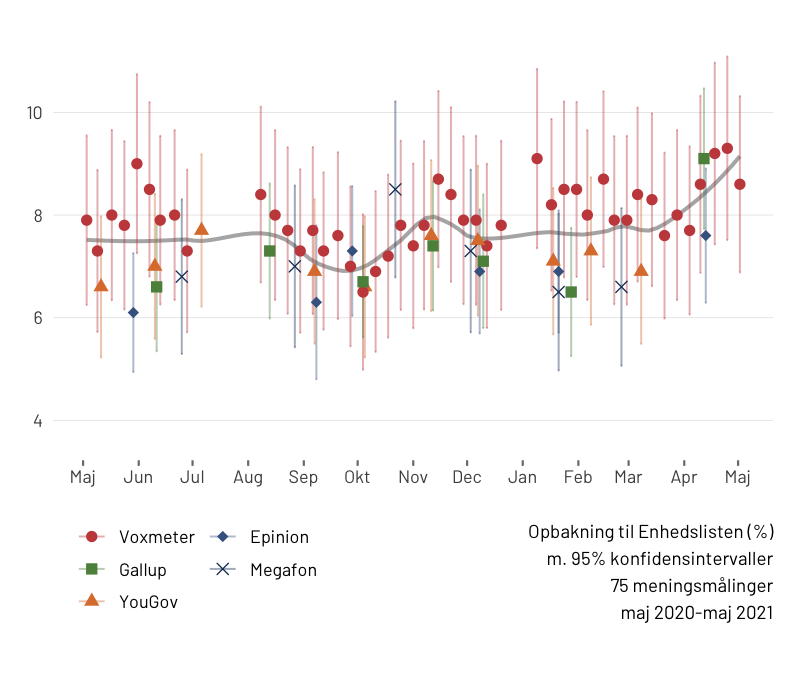 10
8
6
4
Maj Jun Jul Aug Sep Okt Nov Dec Jan Feb Mar Apr Maj
Voxmeter
Gallup
YouGov
Epinion
Megafon
Opbakning til Enhedslisten (%)
m. 95% konfidensintervaller
75 meningsmålinger
maj 2020-maj 2021